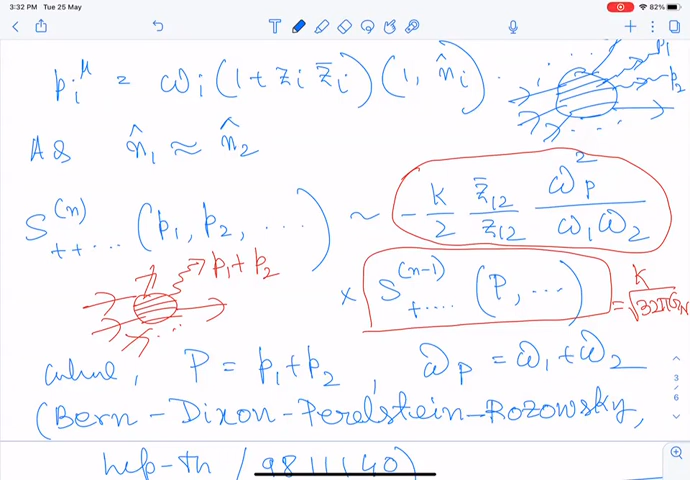 3:32 PM Tue 25 May
82%
T
p_i^μ = ω_i (1 + z_i z̄_i) (1, n̂_i) .
p_1
p_2
As n̂_1 ≈ n̂_2
S^{(n)}_{++...} (p_1, p_2, ...) ~ - K/2 z̄_12/z_12 ω_P^2/(ω_1 ω_2)
p_1 + p_2
× S^{(n-1)}_{+....} (P, ...)
K = √32πG_N
where, P = p_1 + p_2 , ω_P = ω_1 + ω_2
(Bern - Dixon - Perelstein - Rozowsky,
hep-th / 9811140)
3
6